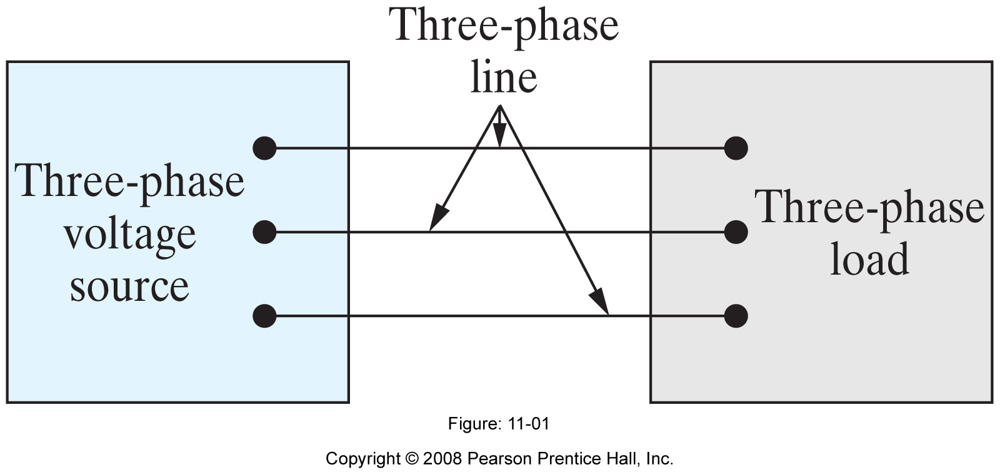 Three-phase
line
Three-phase
voltage
source
Three-phase
load
Figure: 11-01
Copyright © 2008 Pearson Prentice Hall, Inc.